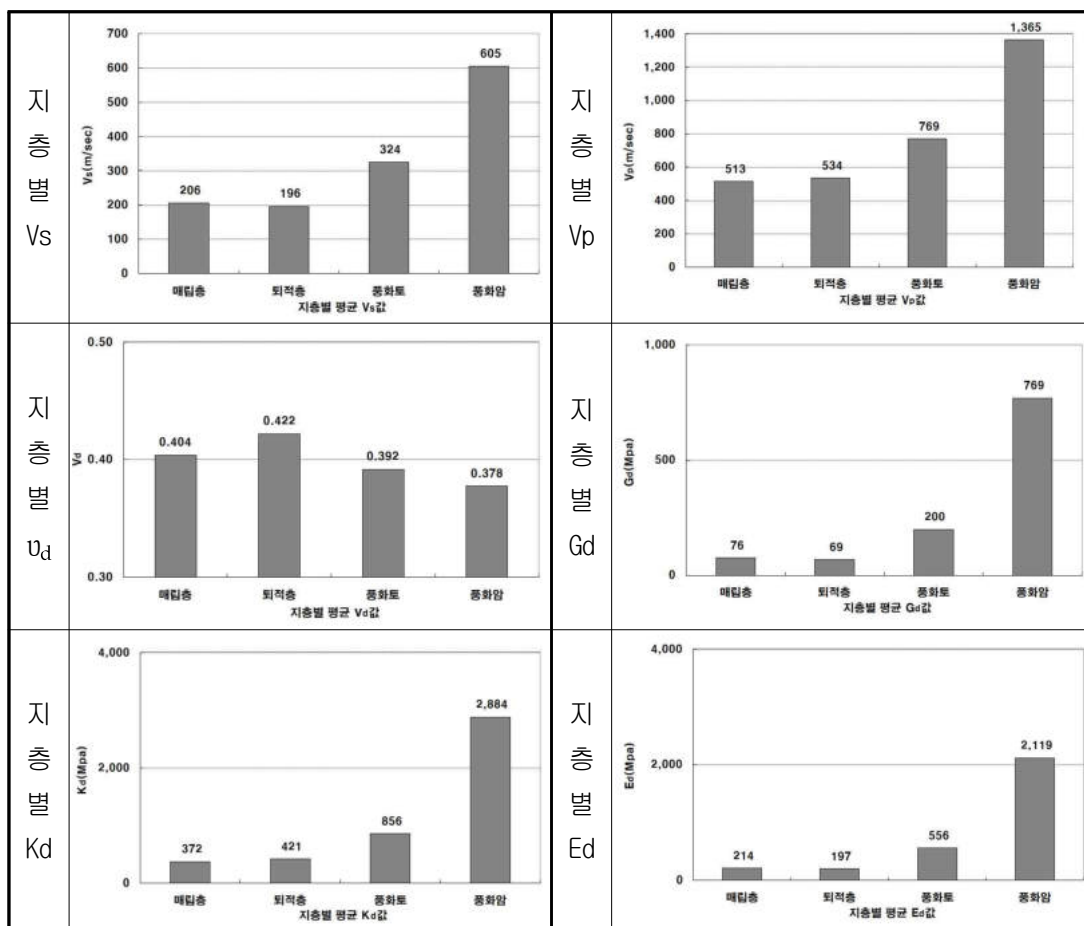 지
층
별
Vs
700
600
500
400
300
200
100
0
Vs(m/sec)
206
196
324
605
매립층 퇴적층 풍화토 풍화암
지층별 평균 Vs값
지
층
별
Vp
1,400
1,200
1,000
800
600
400
200
0
Vp(m/sec)
513
534
769
1,365
매립층 퇴적층 풍화토 풍화암
지층별 평균 Vp값
지
층
별
υd
0.50
0.40
0.30
Vd
0.404
0.422
0.392
0.378
매립층 퇴적층 풍화토 풍화암
지층별 평균 Vd값
지
층
별
Gd
1,000
500
0
Gd(Mpa)
76
69
200
769
매립층 퇴적층 풍화토 풍화암
지층별 평균 Gd값
지
층
별
Kd
4,000
2,000
0
Kd(Mpa)
372
421
856
2,884
매립층 퇴적층 풍화토 풍화암
지층별 평균 Kd값
지
층
별
Ed
4,000
2,000
0
Ed(Mpa)
214
197
556
2,119
매립층 퇴적층 풍화토 풍화암
지층별 평균 Ed값